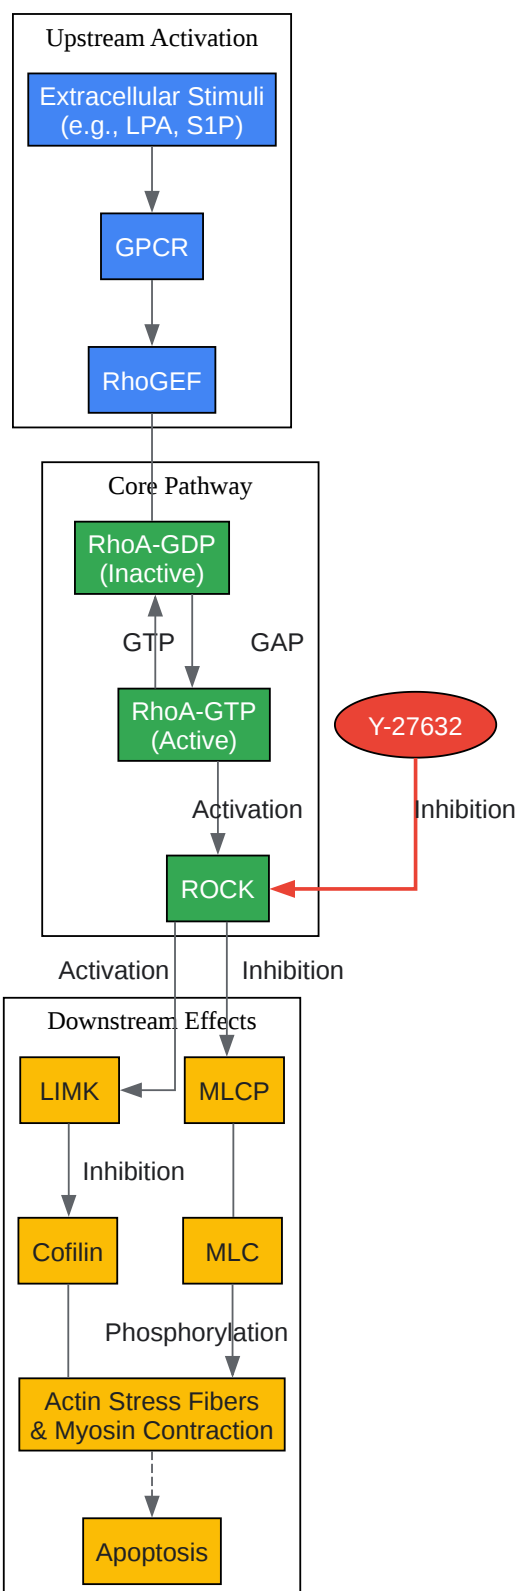 Upstream Activation
Extracellular Stimuli
(e.g., LPA, S1P)
GPCR
RhoGEF
Core Pathway
RhoA-GDP
(Inactive)
GTP
GAP
RhoA-GTP
(Active)
Y-27632
Activation
Inhibition
ROCK
Activation
Inhibition
Downstream Effects
LIMK
MLCP
Inhibition
Cofilin
MLC
Phosphorylation
Actin Stress Fibers
& Myosin Contraction
Apoptosis